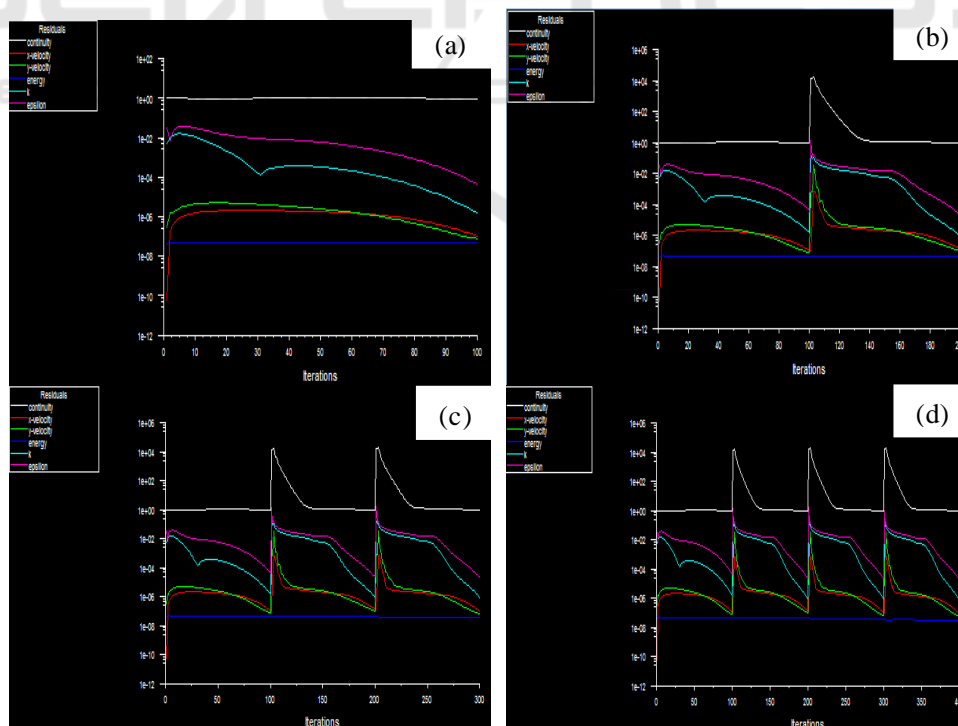 (a)
Residuals
continuity
x-velocity
y-velocity
energy
k
epsilon
1e+02
1e+00
1e-02
1e-04
1e-06
1e-08
1e-10
1e-12
0 10 20 30 40 50 60 70 80 90 100
Iterations
(b)
Residuals
continuity
x-velocity
y-velocity
energy
k
epsilon
1e+06
1e+04
1e+02
1e+00
1e-02
1e-04
1e-06
1e-08
1e-10
1e-12
0 20 40 60 80 100 120 140 160 180
Iterations
(c)
Residuals
continuity
x-velocity
y-velocity
energy
k
epsilon
1e+06
1e+04
1e+02
1e+00
1e-02
1e-04
1e-06
1e-08
1e-10
1e-12
0 50 100 150 200 250 300
Iterations
(d)
Residuals
continuity
x-velocity
y-velocity
energy
k
epsilon
1e+06
1e+04
1e+02
1e+00
1e-02
1e-04
1e-06
1e-08
1e-10
1e-12
0 50 100 150 200 250 300 350
Iterations